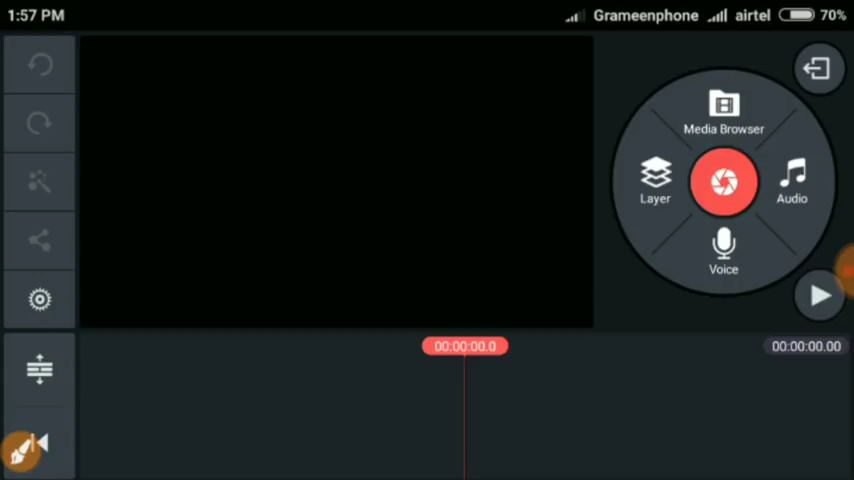 1:57 PM
Grameenphone
airtel
70%
Media Browser
Layer
Audio
Voice
00:00:00.0
00:00:00.00